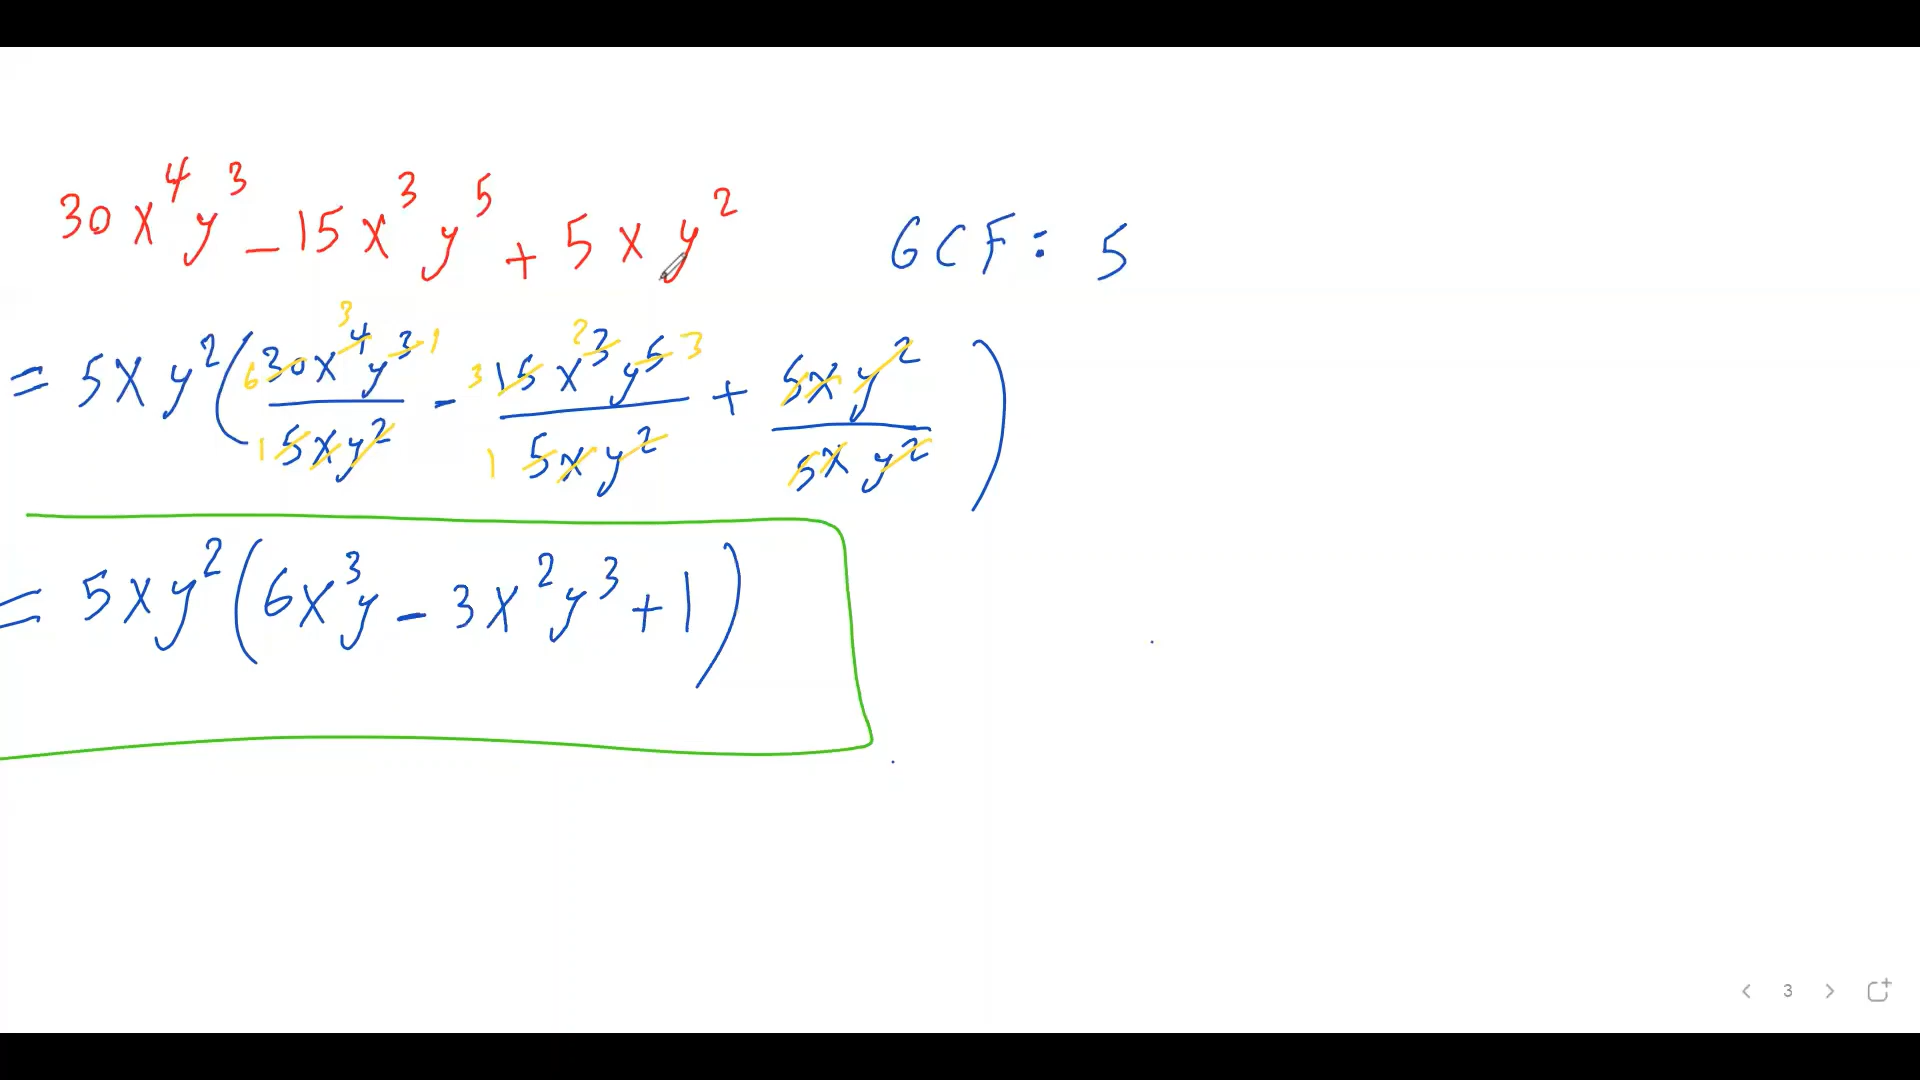 30x⁴y³ - 15x³y⁵ + 5xy² GCF: 5
= 5xy²(30x⁴y³/5xy² - 15x³y⁵/5xy² + 5xy²/5xy²)
= 5xy²(6x³y - 3x²y³ + 1)
3